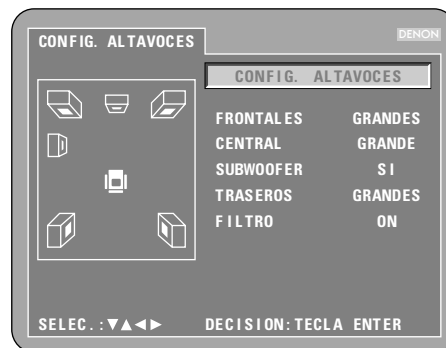 CONFIG. ALTAVOCES
DENON
CONFIG. ALTAVOCES
FRONTALES GRANDES
CENTRAL GRANDE
SUBWOOFER SI
TRASEROS GRANDES
FILTRO ON
SELEC.:▼▲◄► DECISION:TECLA ENTER